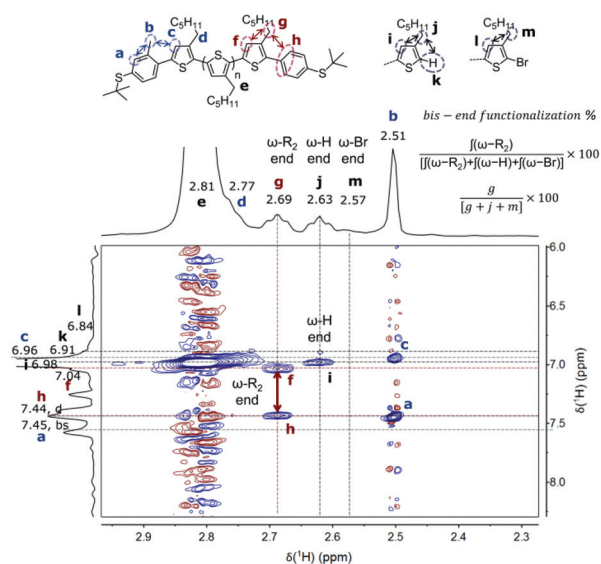 C₅H₁₁ C₅H₁₁ C₅H₁₁ C₅H₁₁
b c d f g h i j l m
a
S S S S S S Br
n
H
S
C₅H₁₁ e
k
b bis − end functionalization %
2.51
ω-R₂ end ω-H end ω-Br end
∫(ω−R₂)
[∫(ω−R₂)+∫(ω−H)+∫(ω−Br)] ×100
2.81 2.77 g j m
e d 2.69 2.63 2.57
g
[g + j + m] ×100
6.0
6.5
7.0
7.5
8.0
δ(¹H) (ppm)
l
k 6.84
c
6.96 6.91
i 6.98
7.04
f
h
7.44, d
7.45, bs
a
ω-H end
c
ω-R₂ end
f
i
h
a
2.9 2.8 2.7 2.6 2.5 2.4 2.3
δ(¹H) (ppm)